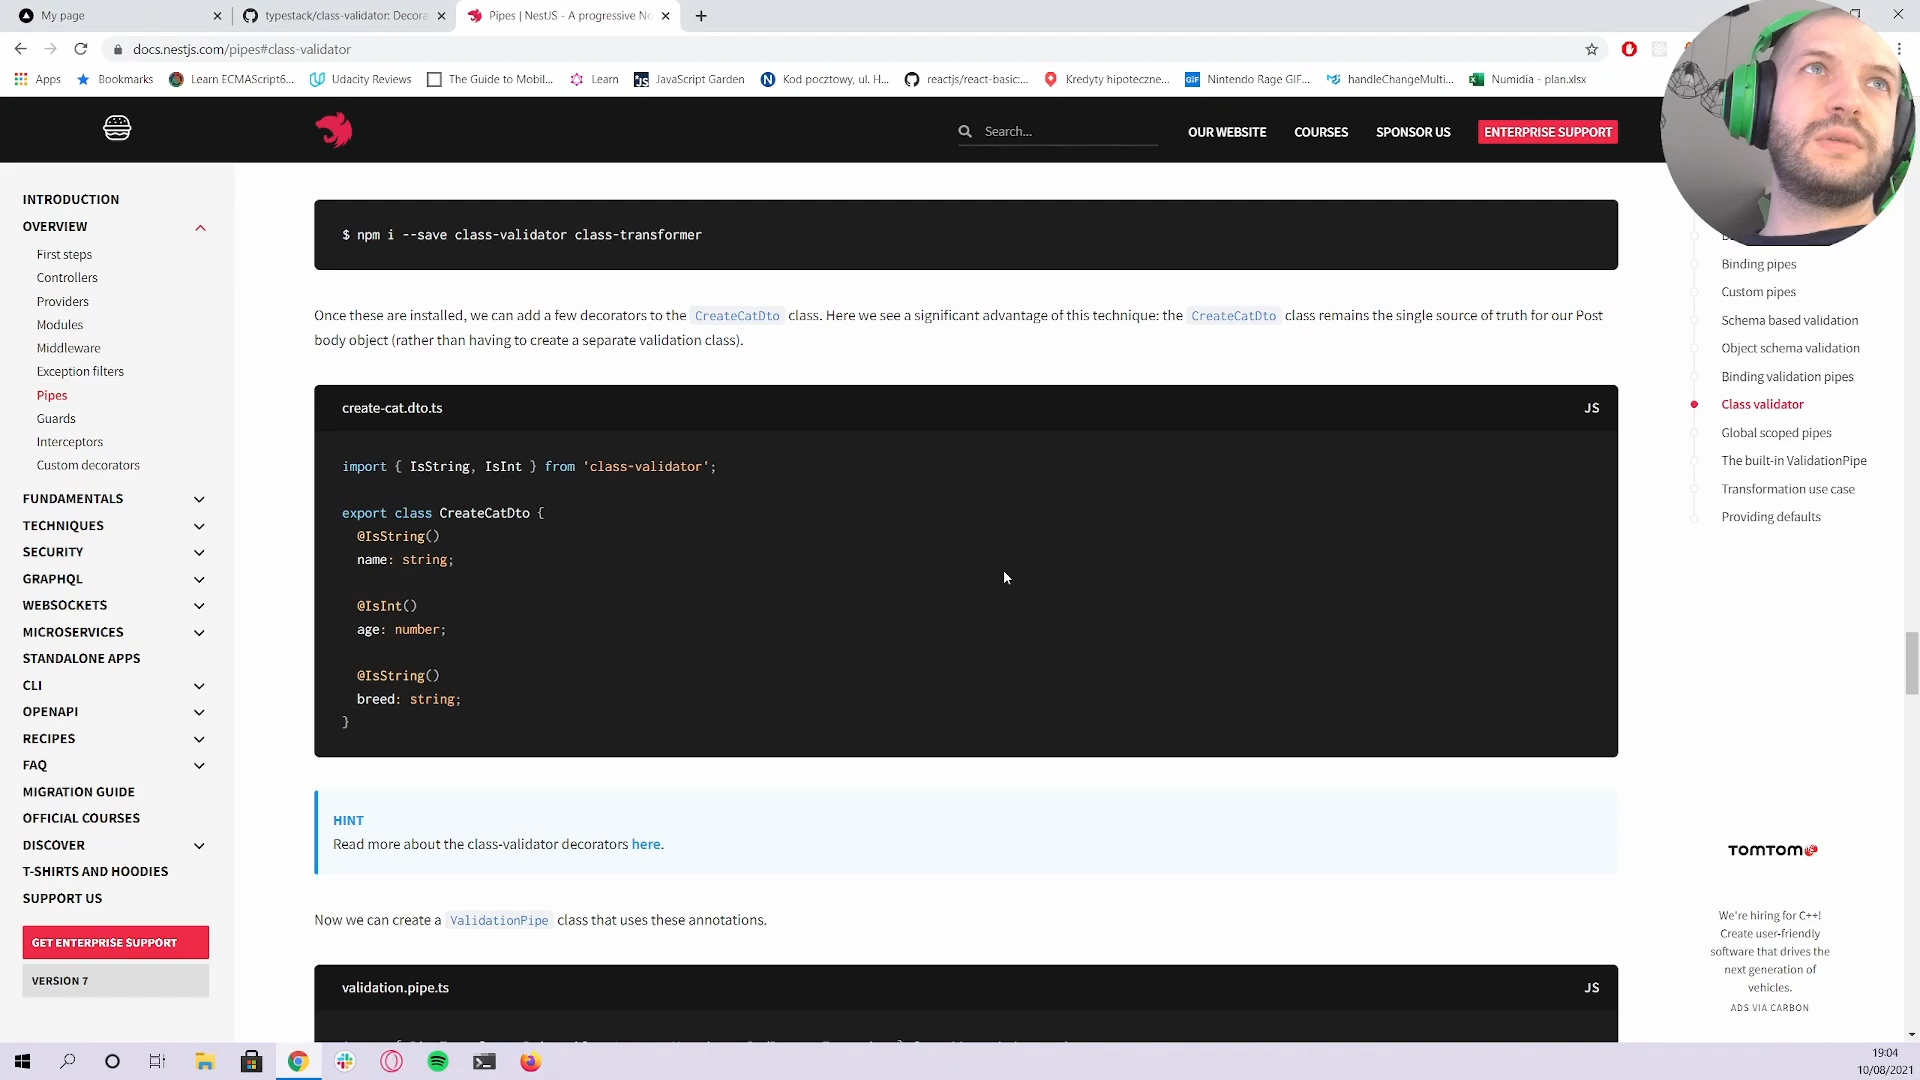 My page
typestack/class-validator: Decora
Pipes | NestJS - A progressive No
docs.nestjs.com/pipes#class-validator
Apps
Bookmarks
Learn ECMAScript6...
Udacity Reviews
The Guide to Mobil...
Learn
JavaScript Garden
Kod pocztowy, ul. H...
reactjs/react-basic:...
Kredyty hipoteczne...
Nintendo Rage GIF...
handleChangeMulti...
Numidia - plan.xlsx
Search...
OUR WEBSITE
COURSES
SPONSOR US
ENTERPRISE SUPPORT
INTRODUCTION
OVERVIEW
First steps
Controllers
Providers
Modules
Middleware
Exception filters
Pipes
Guards
Interceptors
Custom decorators
FUNDAMENTALS
TECHNIQUES
SECURITY
GRAPHQL
WEBSOCKETS
MICROSERVICES
STANDALONE APPS
CLI
OPENAPI
RECIPES
FAQ
MIGRATION GUIDE
OFFICIAL COURSES
DISCOVER
T-SHIRTS AND HOODIES
SUPPORT US
GET ENTERPRISE SUPPORT
VERSION 7
$ npm i --save class-validator class-transformer
Once these are installed, we can add a few decorators to the CreateCatDto class. Here we see a significant advantage of this technique: the CreateCatDto class remains the single source of truth for our Post
body object (rather than having to create a separate validation class).
create-cat.dto.ts
JS
import { IsString, IsInt } from 'class-validator';
export class CreateCatDto {
@IsString()
name: string;
@IsInt()
age: number;
@IsString()
breed: string;
}
HINT
Read more about the class-validator decorators here.
Now we can create a ValidationPipe class that uses these annotations.
validation.pipe.ts
JS
Binding pipes
Custom pipes
Schema based validation
Object schema validation
Binding validation pipes
Class validator
Global scoped pipes
The built-in ValidationPipe
Transformation use case
Providing defaults
TOMTOM
We're hiring for C++!
Create user-friendly
software that drives the
next generation of
vehicles.
ADS VIA CARBON
19:04
10/08/2021